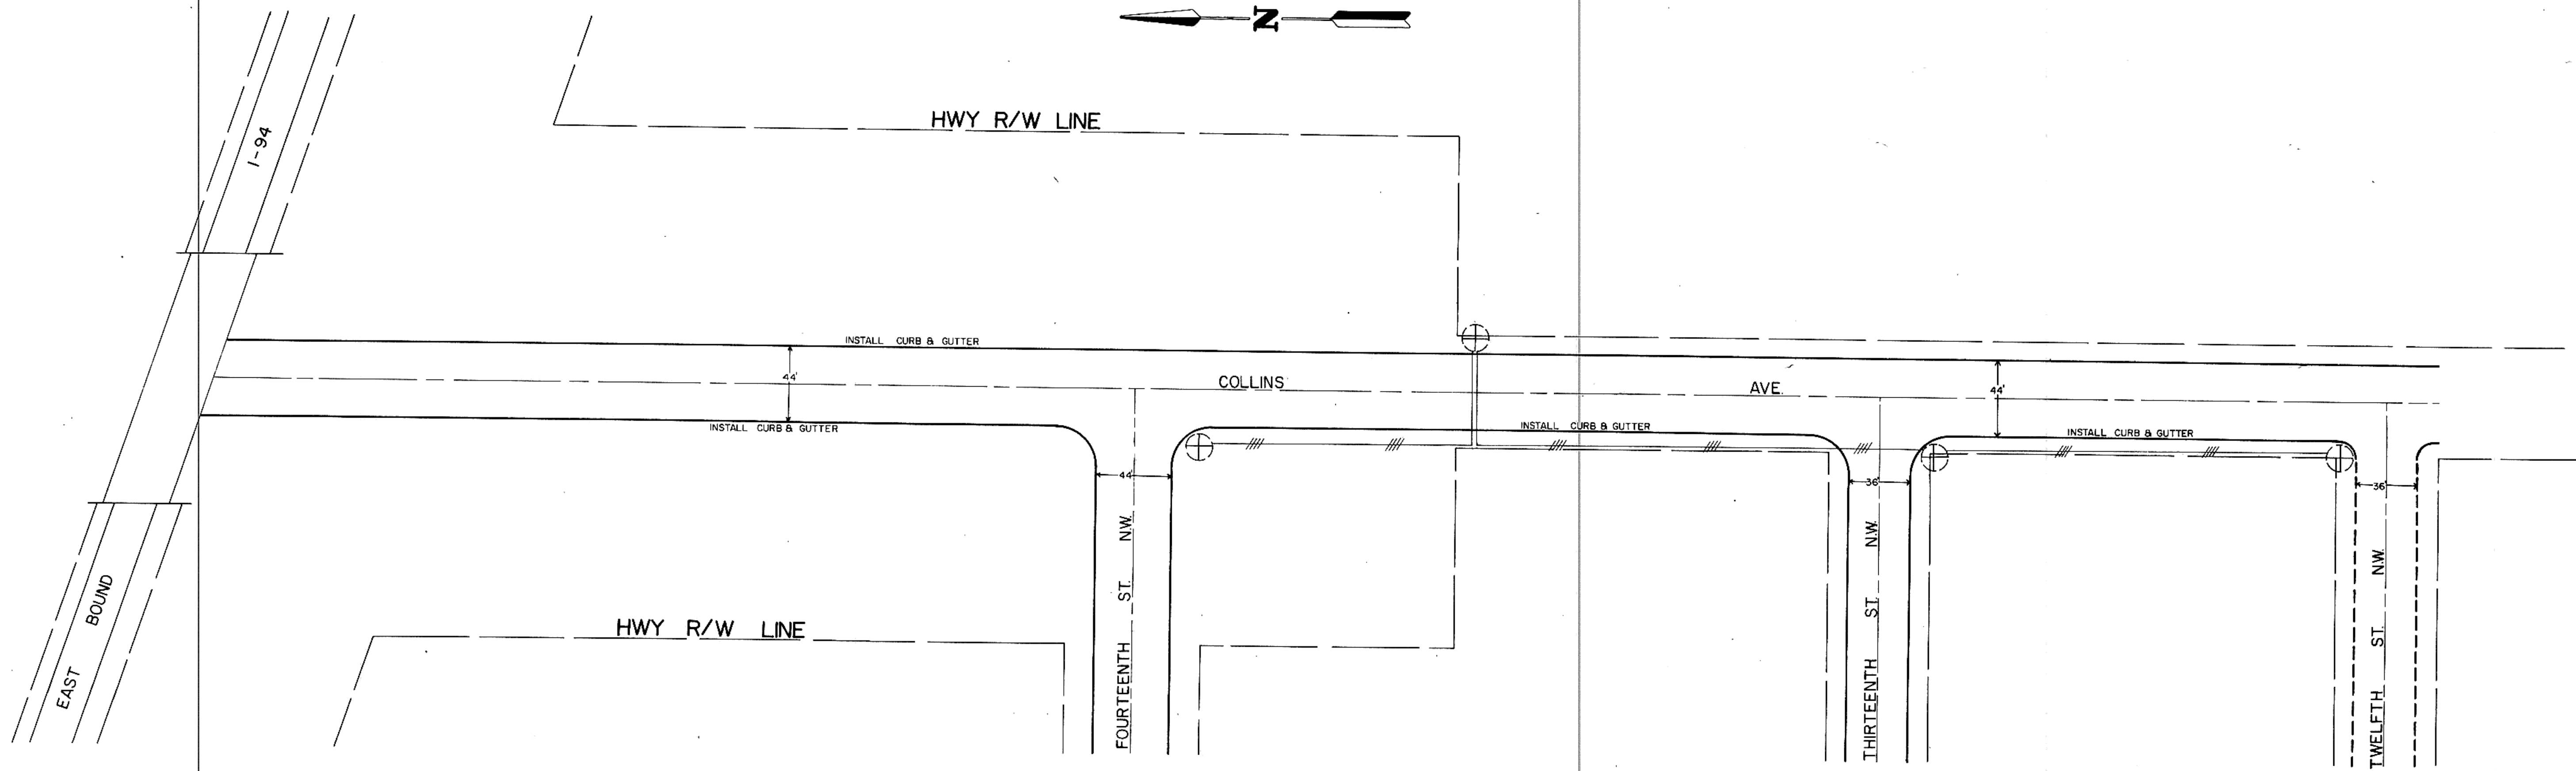 N
HWY R/W LINE
I-94
INSTALL CURB & GUTTER
44'
COLLINS AVE.
44'
INSTALL CURB & GUTTER
INSTALL CURB & GUTTER
INSTALL CURB & GUTTER
44'
36'
36'
FOURTEENTH ST. N.W.
THIRTEENTH ST. N.W.
TWELFTH ST. N.W.
HWY R/W LINE
EAST BOUND